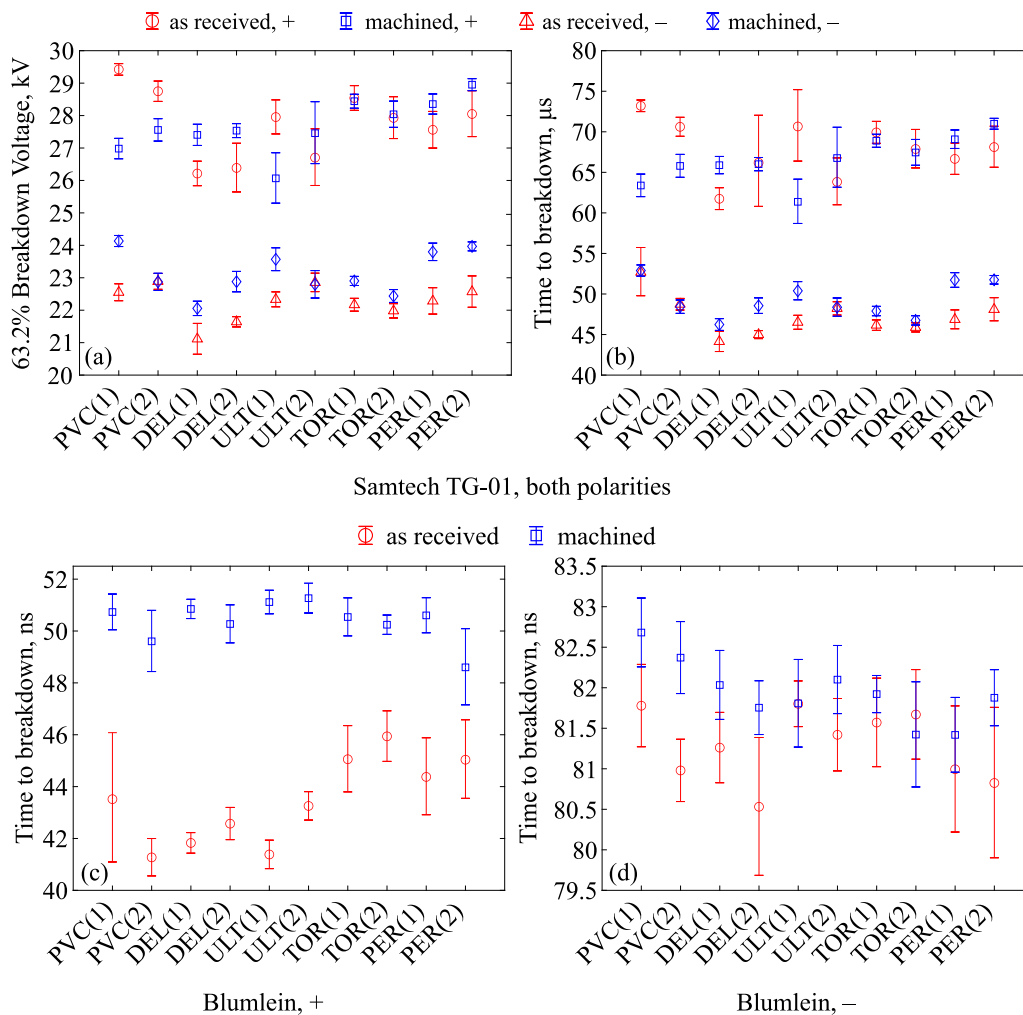 as received, + machined, + as received, – machined, –
63.2% Breakdown Voltage, kV
30
29
28
27
26
25
24
23
22
21
20
(a)
PVC(1) PVC(2) DEL(1) DEL(2) ULT(1) ULT(2) TOR(1) TOR(2) PER(1) PER(2)
Time to breakdown, μs
80
75
70
65
60
55
50
45
40
(b)
PVC(1) PVC(2) DEL(1) DEL(2) ULT(1) ULT(2) TOR(1) TOR(2) PER(1) PER(2)
Samtech TG-01, both polarities
as received machined
Time to breakdown, ns
52
50
48
46
44
42
40
(c)
PVC(1) PVC(2) DEL(1) DEL(2) ULT(1) ULT(2) TOR(1) TOR(2) PER(1) PER(2)
Blumlein, +
Time to breakdown, ns
83.5
83
82.5
82
81.5
81
80.5
80
79.5
(d)
PVC(1) PVC(2) DEL(1) DEL(2) ULT(1) ULT(2) TOR(1) TOR(2) PER(1) PER(2)
Blumlein, –